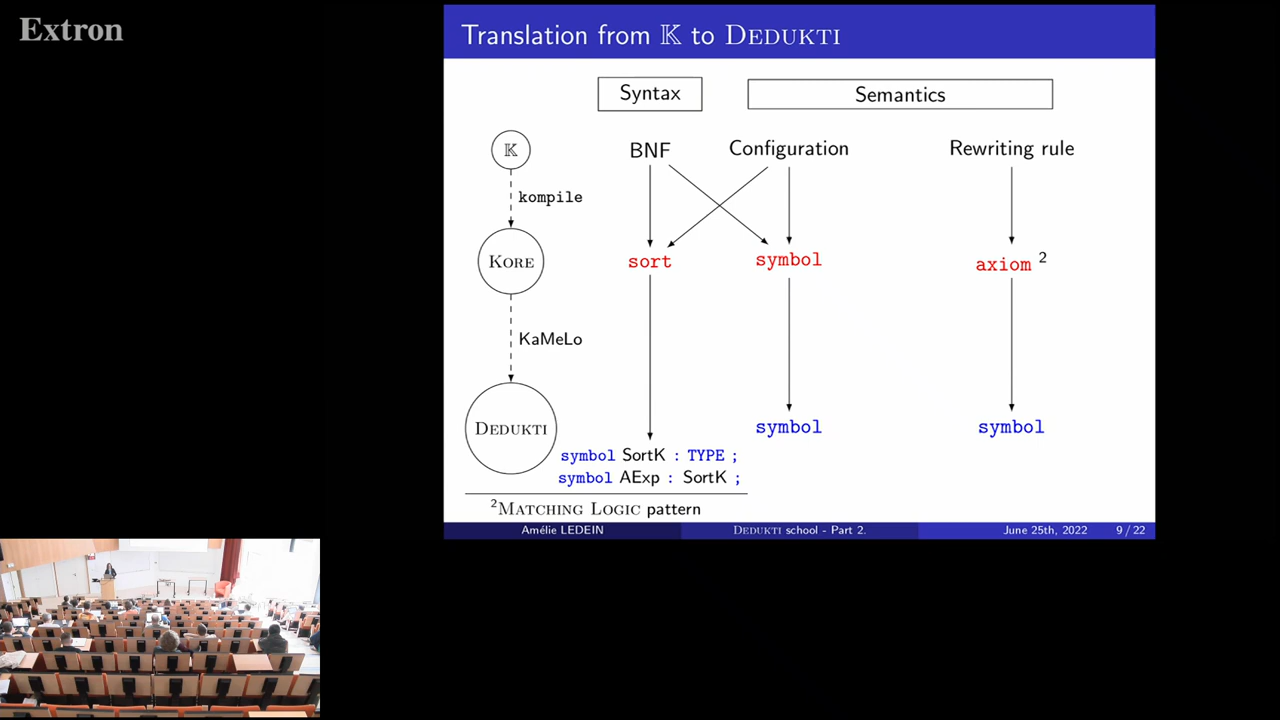 Extron
Translation from 𝕂 to DEDUKTI
Syntax
Semantics
𝕂
BNF
Configuration
Rewriting rule
kompile
KORE
sort
symbol
axiom 2
KaMeLo
DEDUKTI
symbol
symbol
symbol SortK : TYPE ;
symbol AExp : SortK ;
2MATCHING LOGIC pattern
Amélie LEDEIN
DEDUKTI school - Part 2.
June 25th, 2022
9 / 22